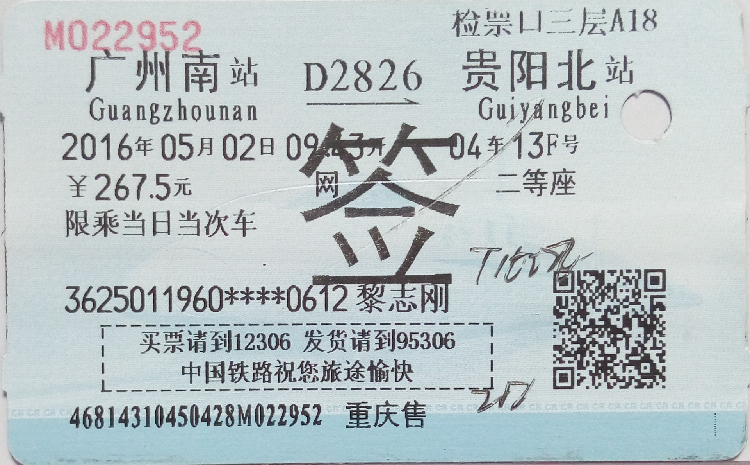 检票口三层A18
M022952
广州南站 D2826 贵阳北站
Guangzhounan Guiyangbei
2016年05月02日 09:43开 04车13F号
￥267.5元 网 二等座
限乘当日当次车
签
3625011960****0612 黎志刚
买票请到12306 发货请到95306
中国铁路祝您旅途愉快
46814310450428M022952 重庆售